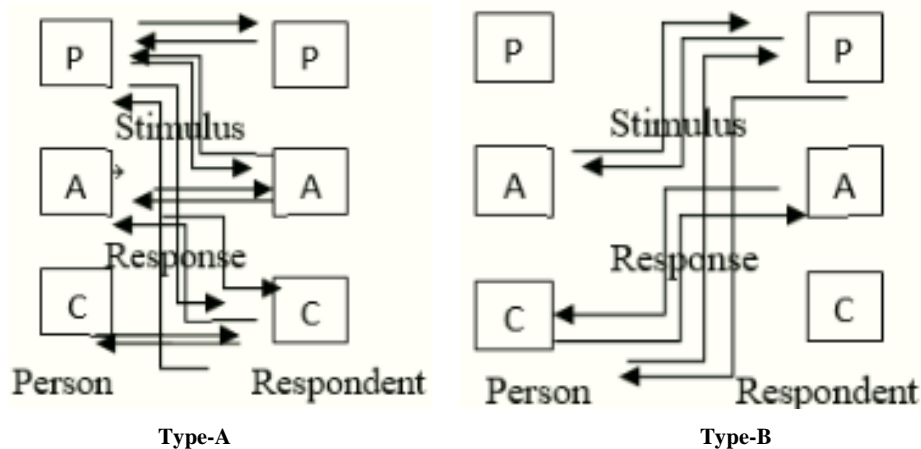 P P P P
Stimulus Stimulus
A A A A
Response Response
C C C C
Person Respondent Person Respondent
Type-A Type-B